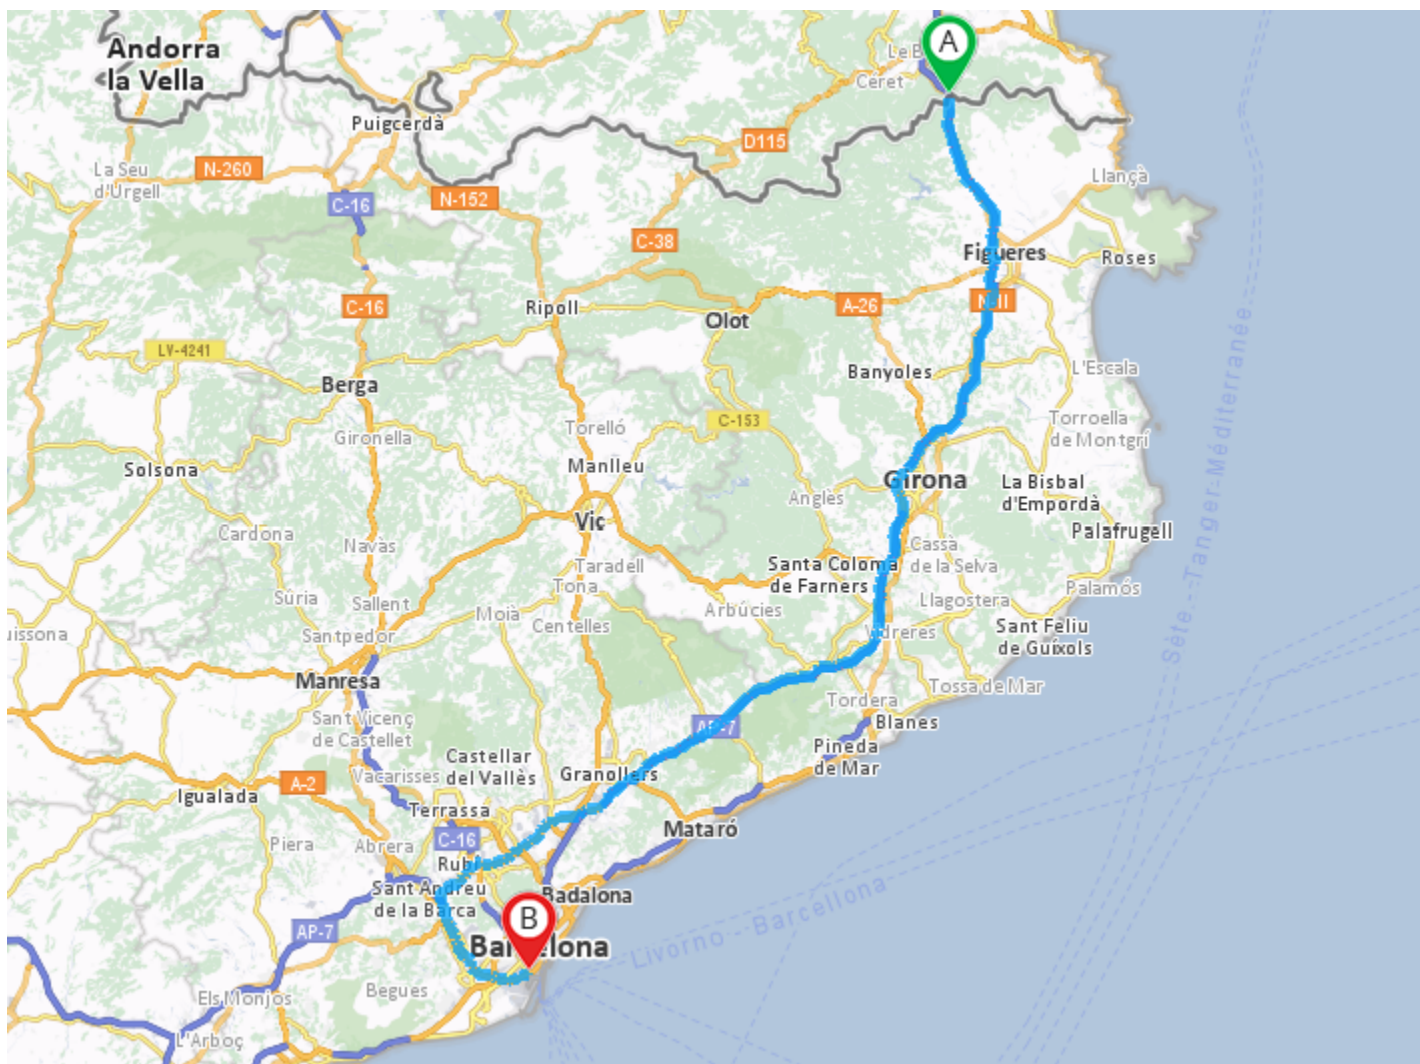 Andorra
la Vella
A
Ceret
Puigcerdà
D115
La Seu
d'Urgell
N-260
C-16
N-152
Llançà
C-38
Figueres
Roses
C-16
Ripoll
Olot
A-26
N-II
LV-4241
Berga
Banyoles
L'Escala
Gironella
Torelló
C-153
Torroella
de Montgrí
Solsona
Manlleu
Girona
La Bisbal
d'Empordà
Anglès
Vic
Palafrugell
Cardona
Navàs
Cassà
de la Selva
Taradell
Santa Coloma
de Farners
Tona
Palamós
Súria
Sallent
Moià
Arbúcies
Llagostera
Centelles
Santpedor
Vidreres
Sant Feliu
de Guíxols
Manresa
Tossa de Mar
Tordera
Sant Vicenç
de Castellet
AP-7
Blanes
Pineda
de Mar
Castellar
del Vallès
Granollers
Vacarisses
A-2
Igualada
Terrassa
Mataró
C-16
Piera
Abrera
Rubí
Sant Andreu
de la Barca
Badalona
B
AP-7
Barcelona
Begues
Els Monjos
L'Arboç
Livorno - Barcellona
Sète - Tanger-Méditerranée